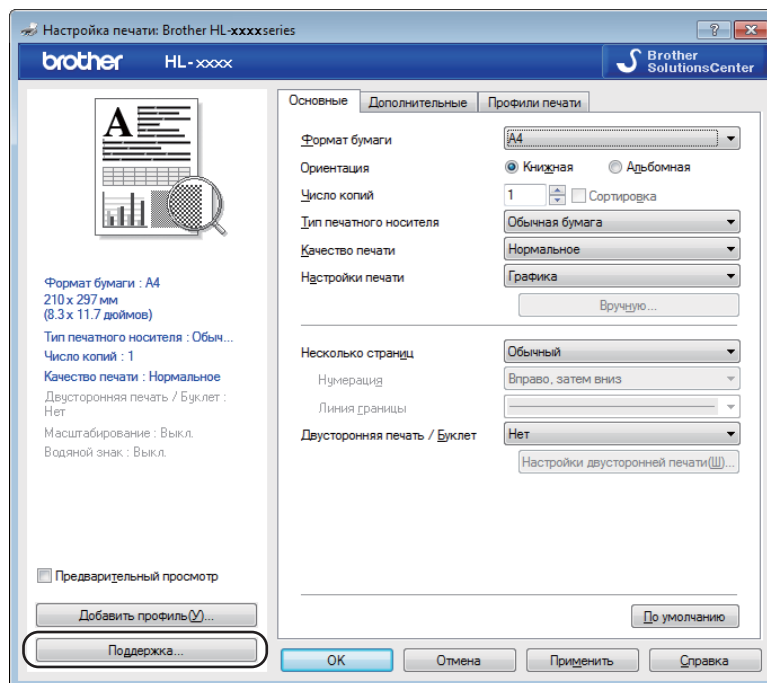 Настройка печати: Brother HL-xxxxseries
brother HL-xxxx
Brother
SolutionsCenter
Основные Дополнительные Профили печати
Формат бумаги A4
Ориентация Книжная Альбомная
Число копий 1 Сортировка
Тип печатного носителя Обычная бумага
Качество печати Нормальное
Настройки печати Графика
Вручную...
Несколько страниц Обычный
Нумерация Вправо, затем вниз
Линия границы
Двусторонняя печать / Буклет Нет
Настройки двусторонней печати(Ш)...
По умолчанию
A
Формат бумаги : A4
210 x 297 мм
(8.3 x 11.7 дюймов)
Тип печатного носителя : Обыч...
Число копий : 1
Качество печати : Нормальное
Двусторонняя печать / Буклет :
Нет
Масштабирование : Выкл.
Водяной знак : Выкл.
Предварительный просмотр
Добавить профиль(У)...
Поддержка...
OK Отмена Применить Справка